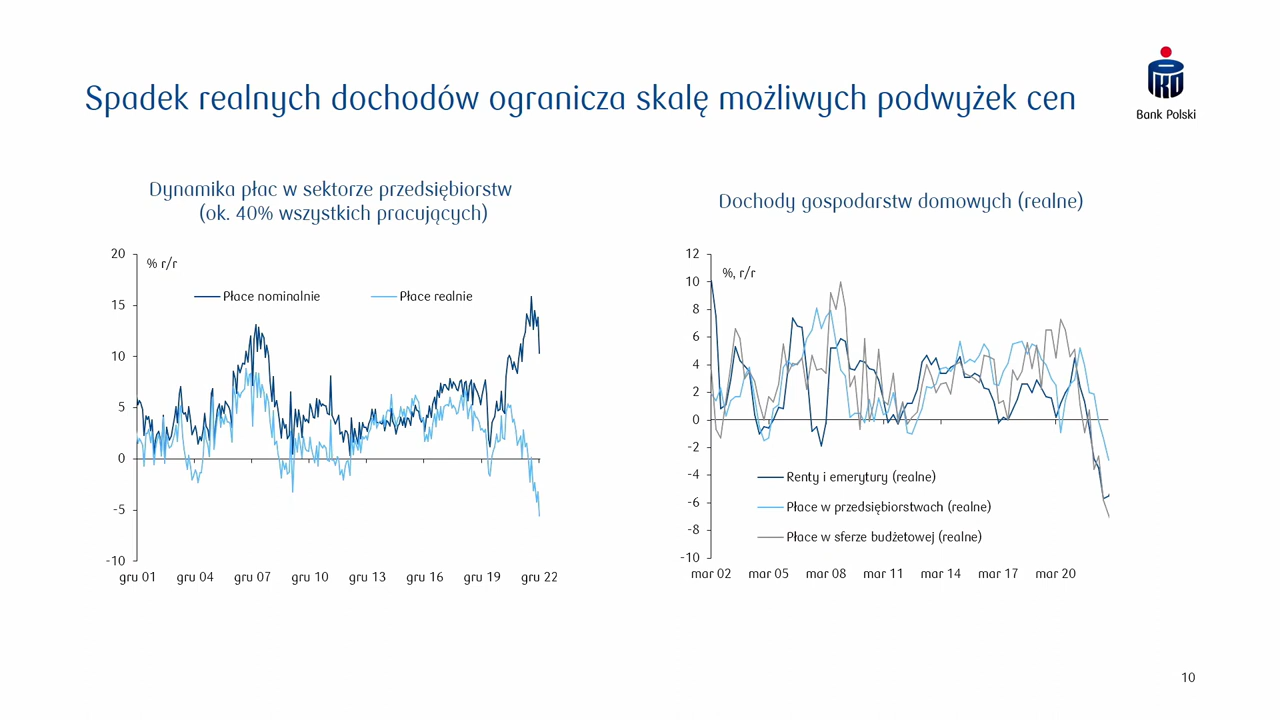 Spadek realnych dochodów ogranicza skalę możliwych podwyżek cen
PKO
Bank Polski
Dynamika płac w sektorze przedsiębiorstw
(ok. 40% wszystkich pracujących)
20
15
10
5
0
-5
-10
% r/r
Płace nominalnie
Płace realnie
gru 01 gru 04 gru 07 gru 10 gru 13 gru 16 gru 19 gru 22
Dochody gospodarstw domowych (realne)
12
10
8
6
4
2
0
-2
-4
-6
-8
-10
%, r/r
Renty i emerytury (realne)
Płace w przedsiębiorstwach (realne)
Płace w sferze budżetowej (realne)
mar 02 mar 05 mar 08 mar 11 mar 14 mar 17 mar 20
10